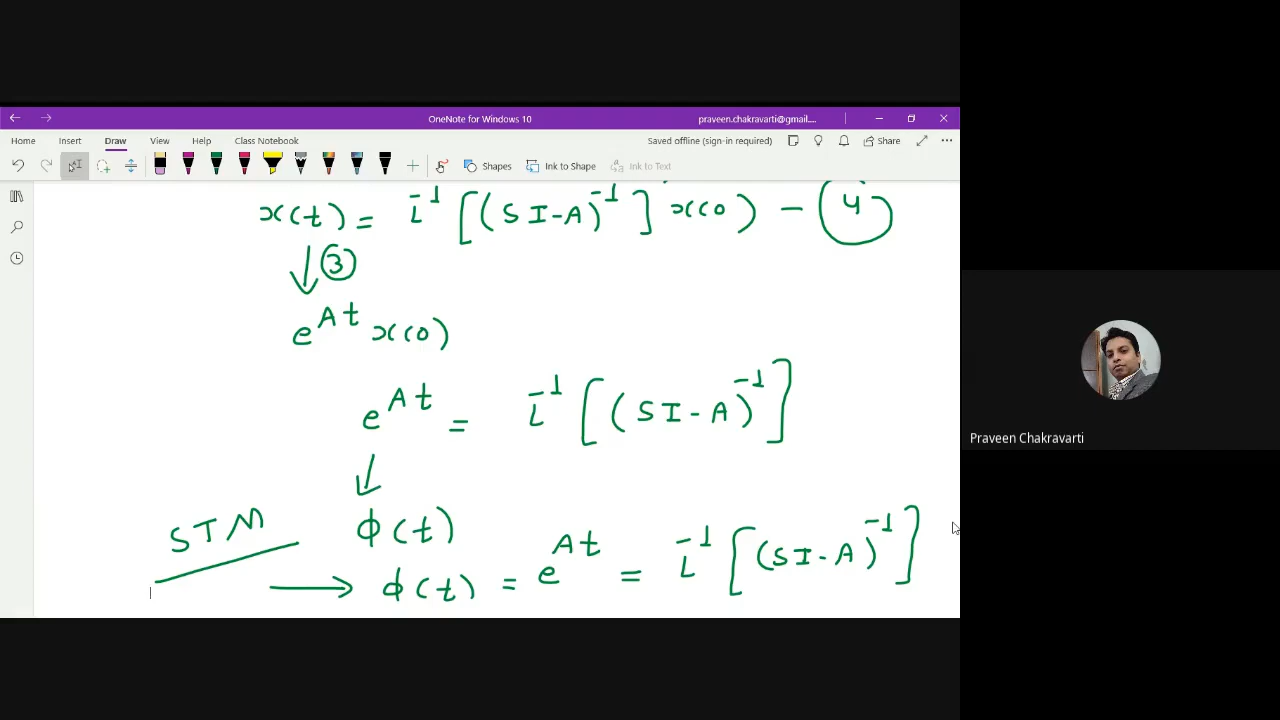 OneNote for Windows 10
praveen.chakravarti@gmail....
Home Insert Draw View Help Class Notebook
Saved offline (sign-in required)
Share
Shapes
Ink to Shape
Ink to Text
x(t) = L⁻¹ [(SI-A)⁻¹] x(0) - 4
↓ 3
e^At x(0)
e^At = L⁻¹ [(SI-A)⁻¹]
↓
STM ϕ(t)
→ ϕ(t) = e^At = L⁻¹ [(SI-A)⁻¹]
Praveen Chakravarti